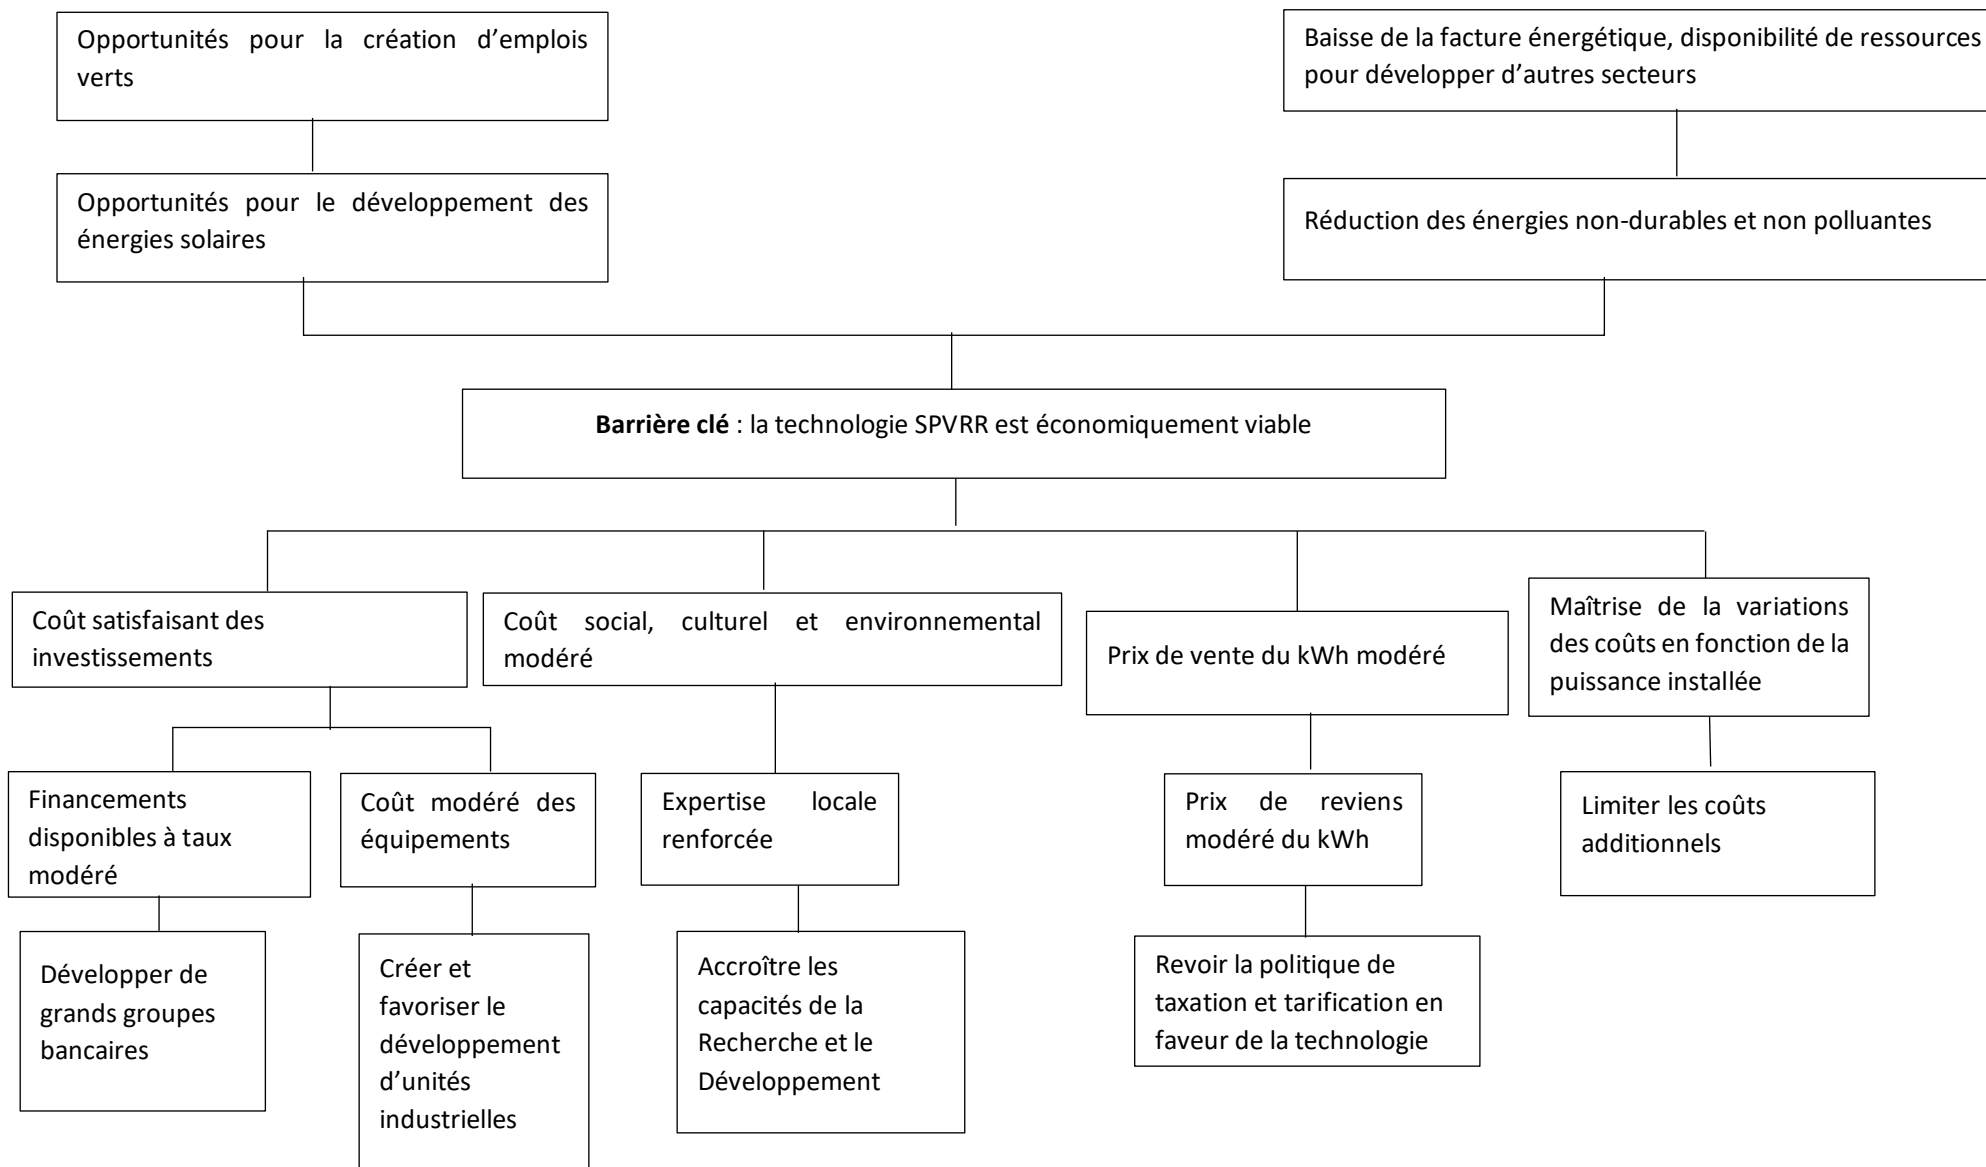 Opportunités pour la création d’emplois
verts
Baisse de la facture énergétique, disponibilité de ressources
pour développer d’autres secteurs
Opportunités pour le développement des
énergies solaires
Réduction des énergies non-durables et non polluantes
Barrière clé : la technologie SPVRR est économiquement viable
Coût satisfaisant des
investissements
Coût social, culturel et environnemental
modéré
Prix de vente du kWh modéré
Maîtrise de la variations
des coûts en fonction de la
puissance installée
Financements
disponibles à taux
modéré
Coût modéré des
équipements
Expertise locale
renforcée
Prix de reviens
modéré du kWh
Limiter les coûts
additionnels
Développer de
grands groupes
bancaires
Créer et
favoriser le
développement
d’unités
industrielles
Accroître les
capacités de la
Recherche et le
Développement
Revoir la politique de
taxation et tarification en
faveur de la technologie